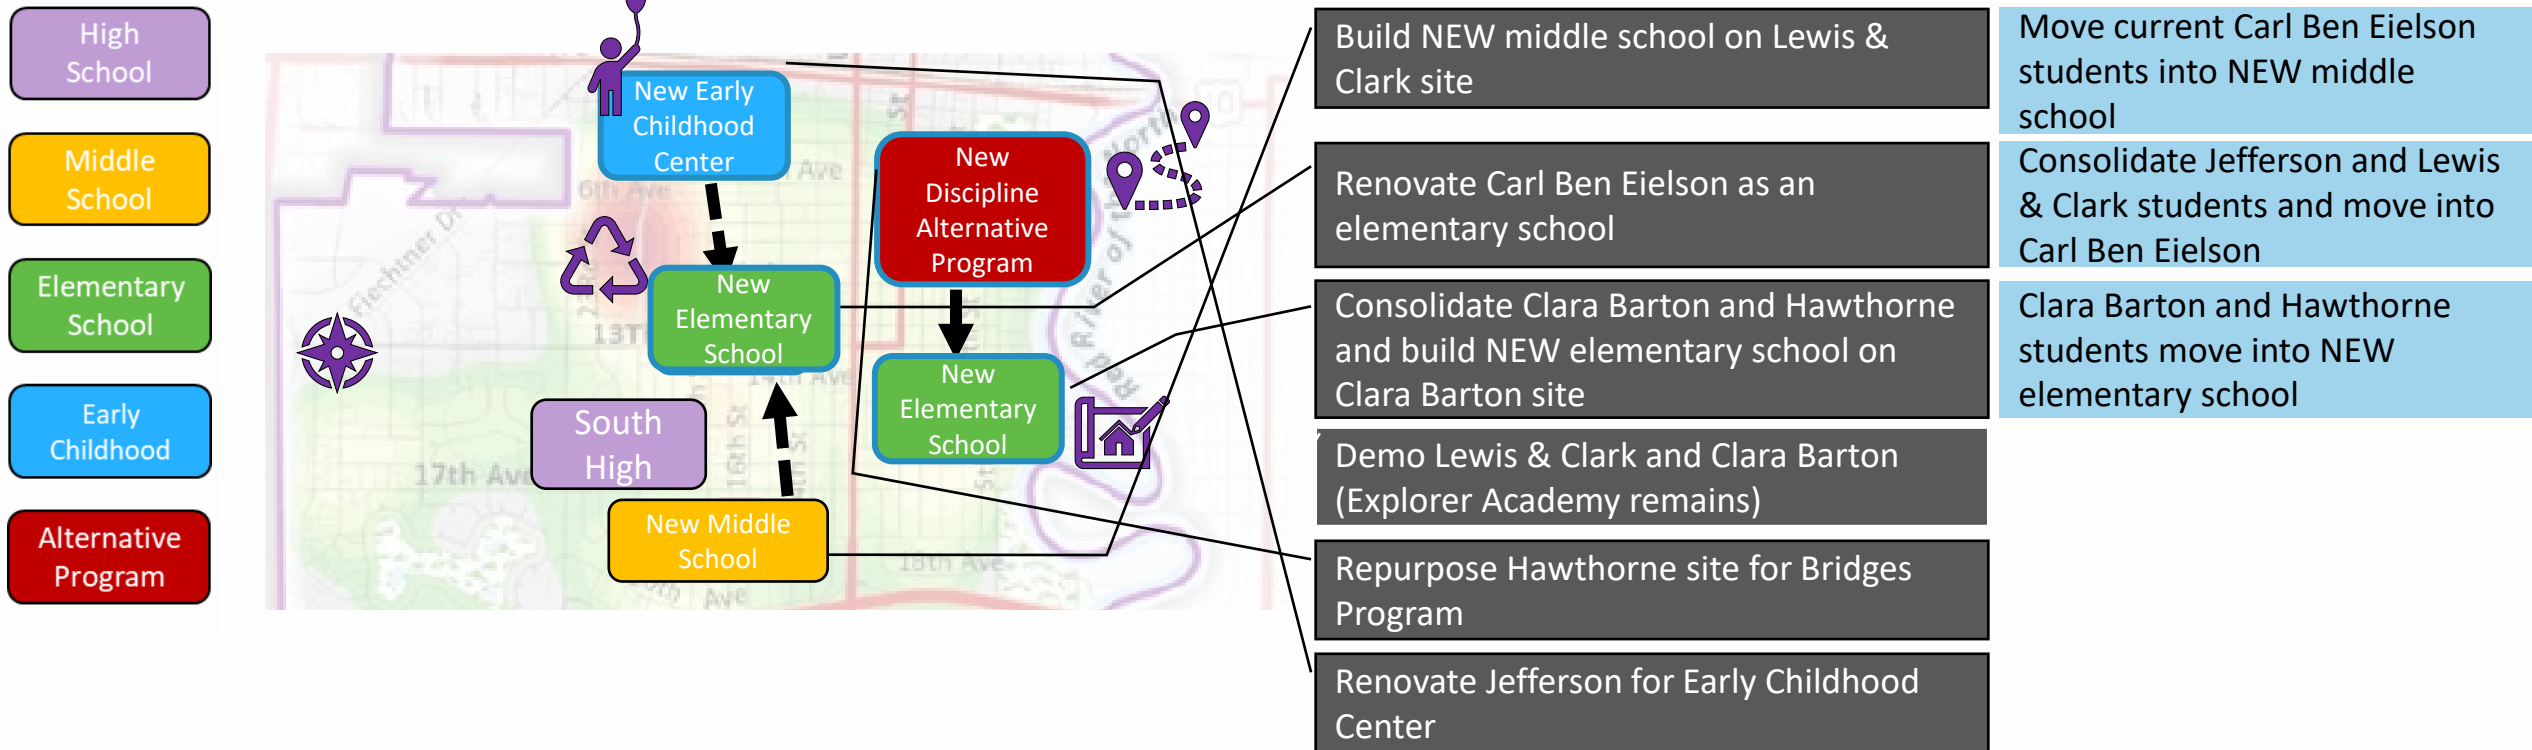 High
School
Middle
School
Elementary
School
Early
Childhood
Alternative
Program
New Early
Childhood
Center
New
Discipline
Alternative
Program
New
Elementary
School
New
Elementary
School
South
High
New Middle
School
6th Ave
Ave
13T
14th Ave
16th St
17th Ave
18th Ave
Ave
St
Red River of the North
Build NEW middle school on Lewis &
Clark site
Renovate Carl Ben Eielson as an
elementary school
Consolidate Clara Barton and Hawthorne
and build NEW elementary school on
Clara Barton site
Demo Lewis & Clark and Clara Barton
(Explorer Academy remains)
Repurpose Hawthorne site for Bridges
Program
Renovate Jefferson for Early Childhood
Center
Move current Carl Ben Eielson
students into NEW middle
school
Consolidate Jefferson and Lewis
& Clark students and move into
Carl Ben Eielson
Clara Barton and Hawthorne
students move into NEW
elementary school